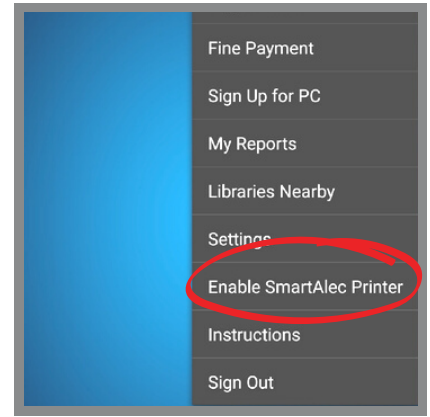 Fine Payment
Sign Up for PC
My Reports
Libraries Nearby
Settings
Enable SmartAlec Printer
Instructions
Sign Out